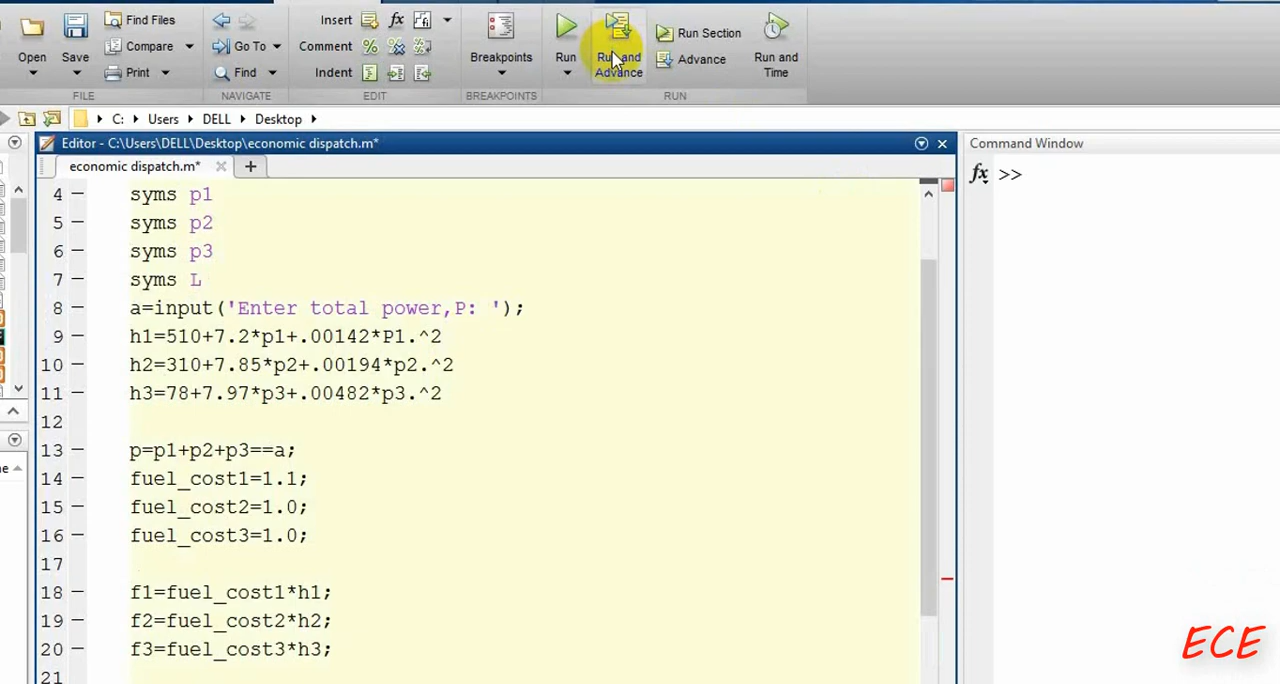 Open
Save
Find Files
Compare
Print
FILE
Go To
Find
NAVIGATE
Insert fx
Comment
Indent
EDIT
Breakpoints
BREAKPOINTS
Run
Run and Advance
Run Section
Advance
Run and Time
RUN
C: Users DELL Desktop
Editor - C:\Users\DELL\Desktop\economic dispatch.m*
economic dispatch.m*
4 syms p1
5 syms p2
6 syms p3
7 syms L
8 a=input('Enter total power,P: ');
9 h1=510+7.2*p1+.00142*P1.^2
10 h2=310+7.85*p2+.00194*p2.^2
11 h3=78+7.97*p3+.00482*p3.^2
12
13 p=p1+p2+p3==a;
14 fuel_cost1=1.1;
15 fuel_cost2=1.0;
16 fuel_cost3=1.0;
17
18 f1=fuel_cost1*h1;
19 f2=fuel_cost2*h2;
20 f3=fuel_cost3*h3;
21
Command Window
fx >>
ECE